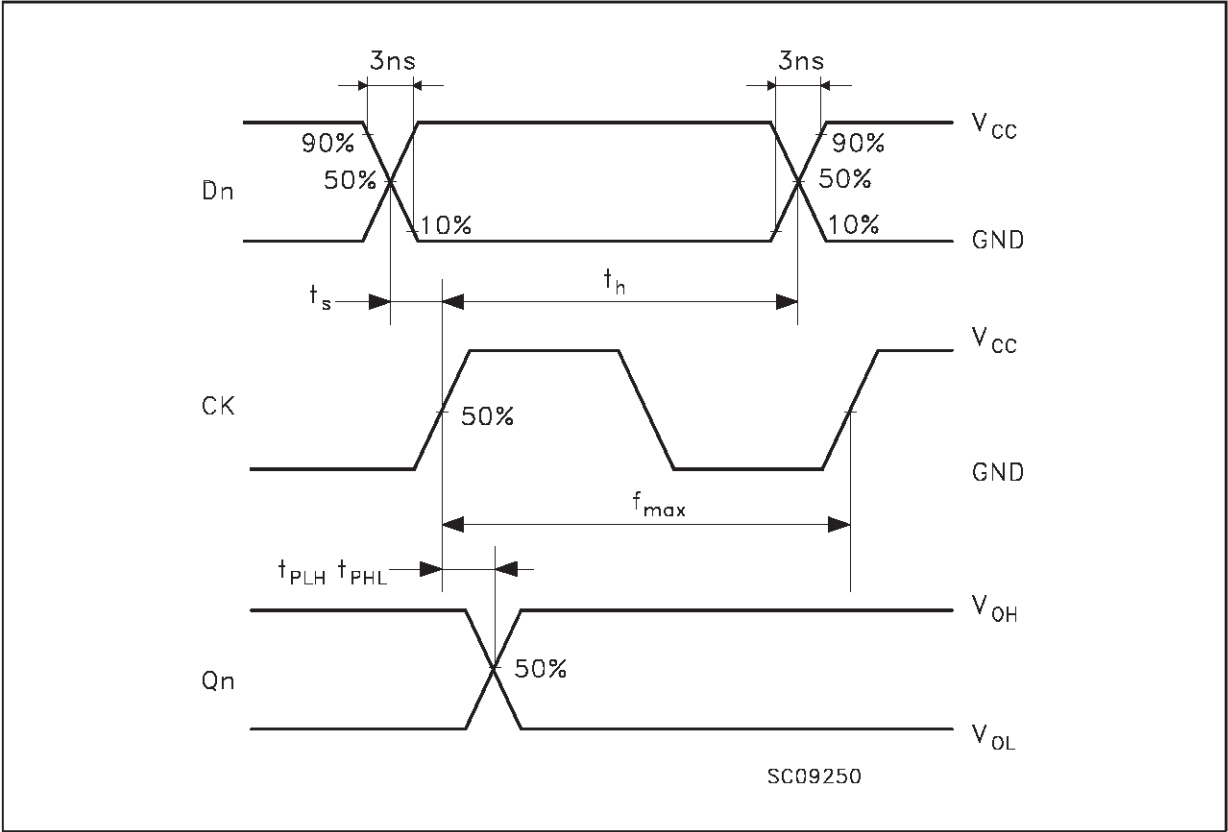 3ns 3ns
V_CC
90% 90%
50% 50%
Dn
10% 10%
GND
t_s t_h
V_CC
CK
50%
GND
f_max
t_PLH t_PHL
V_OH
50%
Qn
V_OL
SC09250